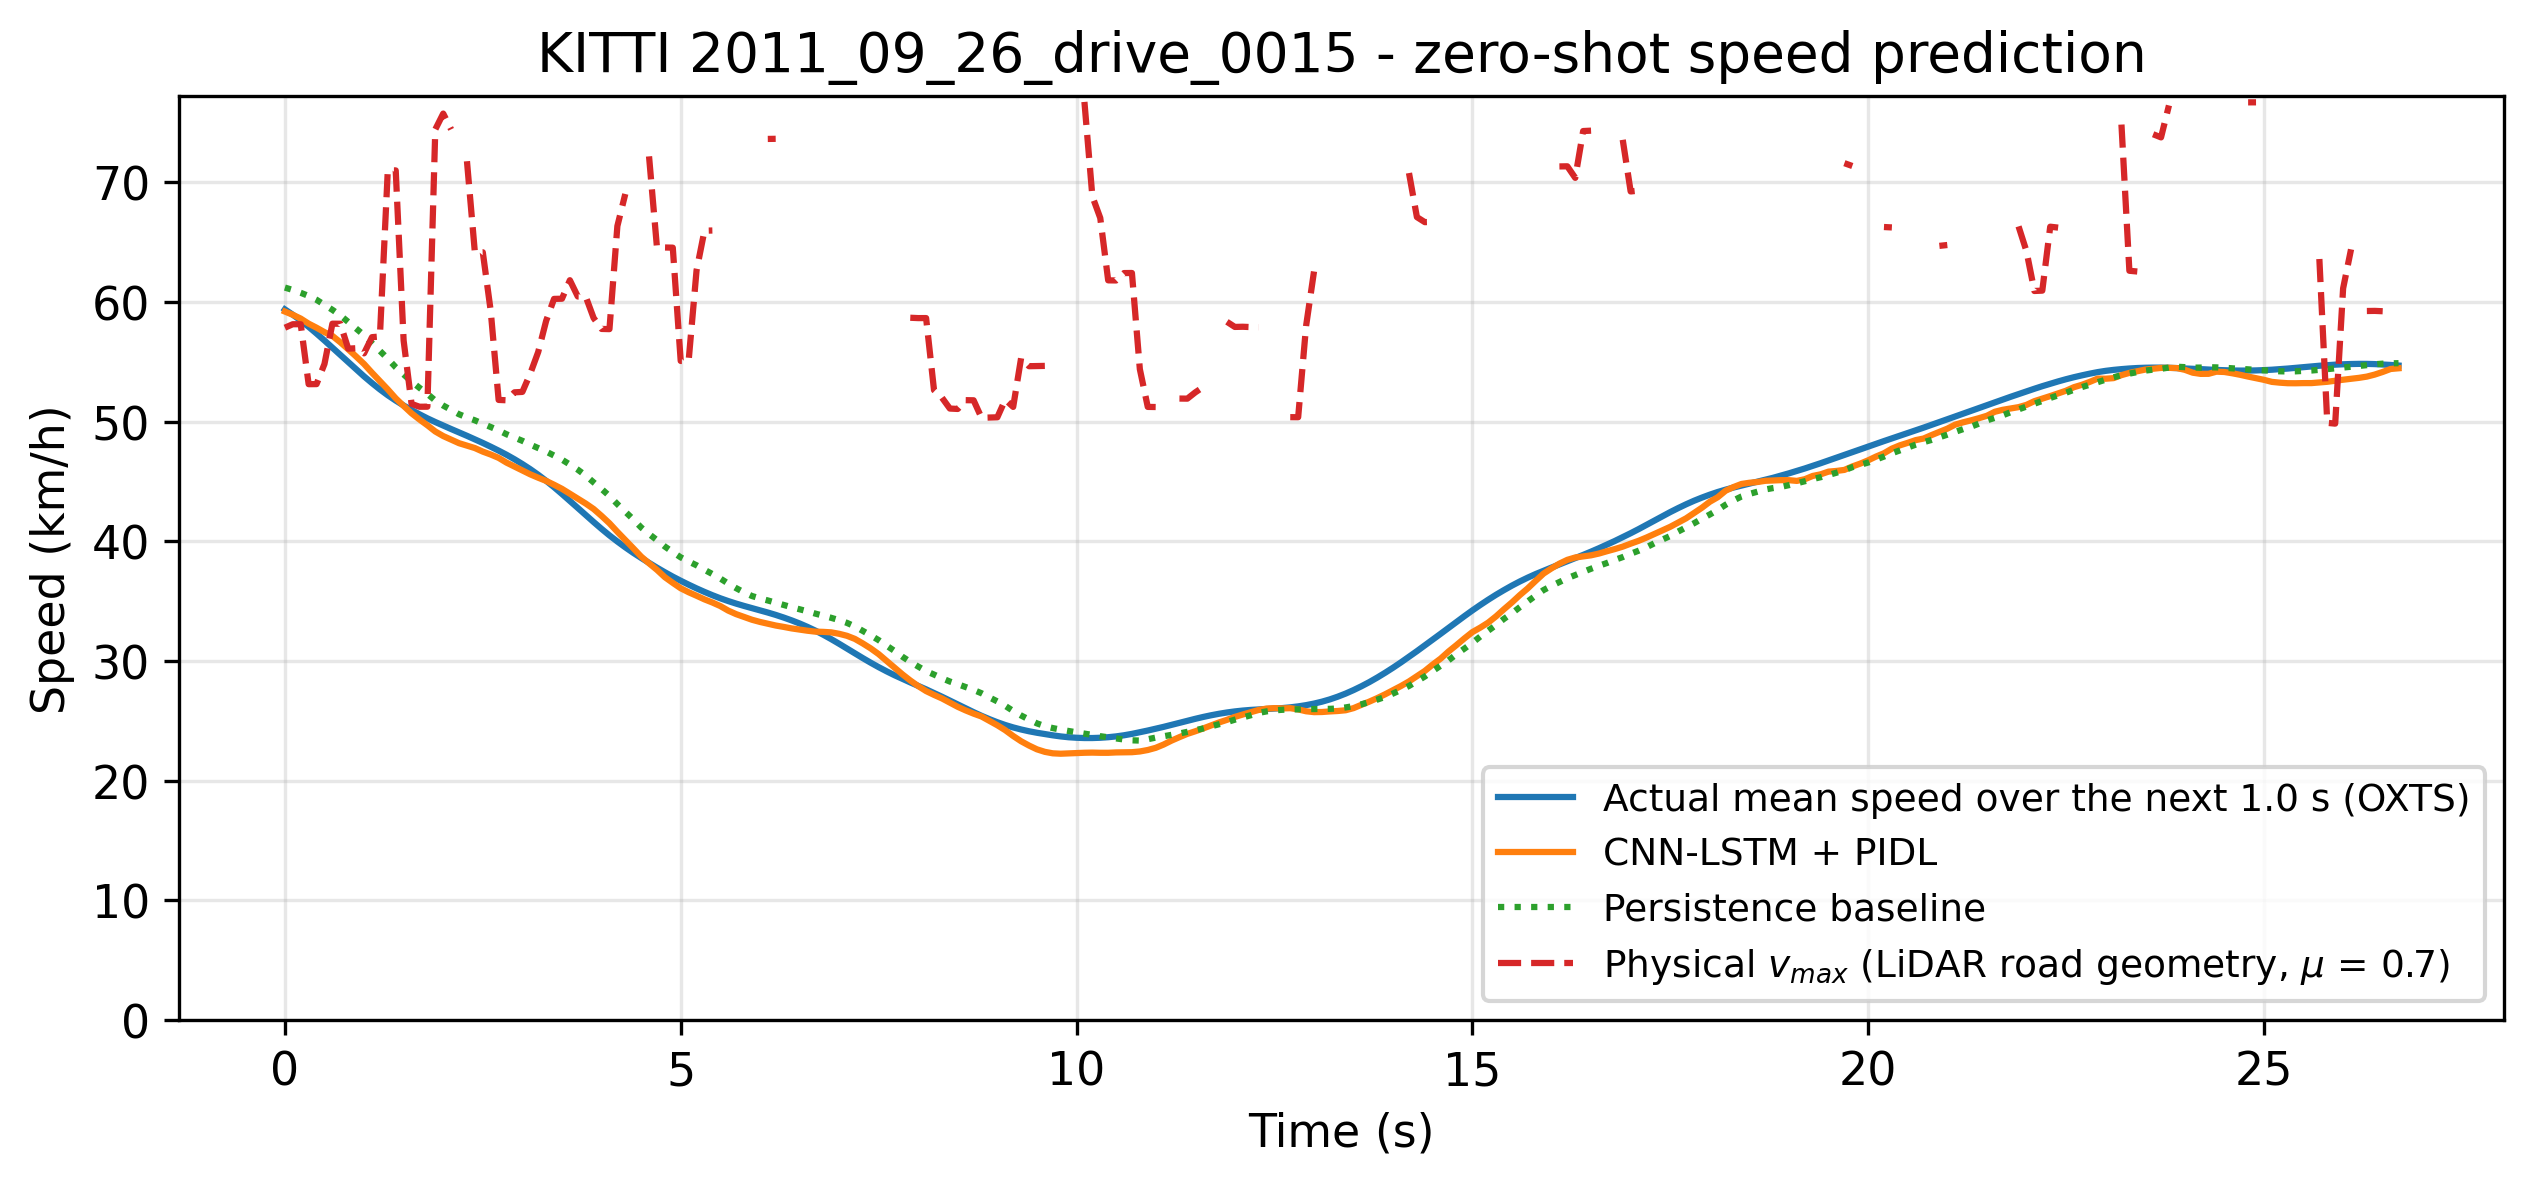 KITTI 2011_09_26_drive_0015 - zero-shot speed prediction
Speed (km/h)
70
60
50
40
30
20
10
0
Actual mean speed over the next 1.0 s (OXTS)
CNN-LSTM + PIDL
Persistence baseline
Physical v_max (LiDAR road geometry, μ = 0.7)
0 5 10 15 20 25
Time (s)